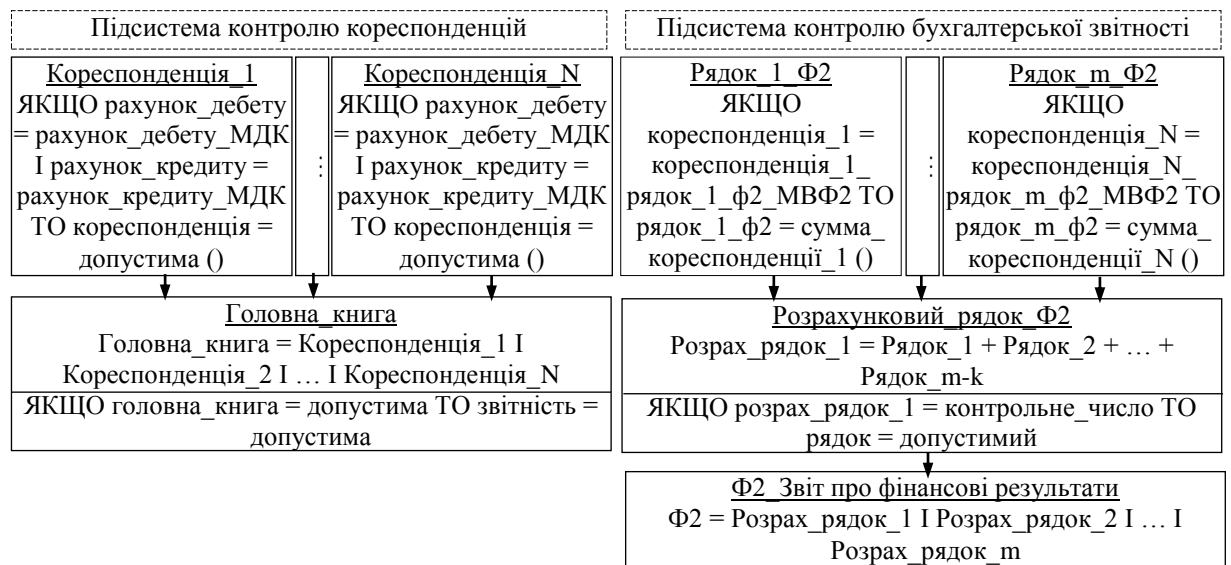 Підсистема контролю кореспонденцій
Кореспонденція_1
ЯКЩО рахунок_дебету
= рахунок_дебету_МДК
І рахунок_кредиту =
рахунок_кредиту_МДК
ТО кореспонденція =
допустима ()
...
Кореспонденція_N
ЯКЩО рахунок_дебету
= рахунок_дебету_МДК
І рахунок_кредиту =
рахунок_кредиту_МДК
ТО кореспонденція =
допустима ()
Головна_книга
Головна_книга = Кореспонденція_1 І
Кореспонденція_2 І … І Кореспонденція_N
ЯКЩО головна_книга = допустима ТО звітність =
допустима
Підсистема контролю бухгалтерської звітності
Рядок_1_Ф2
ЯКЩО
кореспонденція_1 =
кореспонденція_1_
рядок_1_ф2_МВФ2 ТО
рядок_1_ф2 = сумма_
кореспонденції_1 ()
...
Рядок_m_Ф2
ЯКЩО
кореспонденція_N =
кореспонденція_N_
рядок_m_ф2_МВФ2 ТО
рядок_m_ф2 = сумма_
кореспонденції_N ()
Розрахунковий_рядок_Ф2
Розрах_рядок_1 = Рядок_1 + Рядок_2 + … +
Рядок_m-k
ЯКЩО розрах_рядок_1 = контрольне_число ТО
рядок = допустимий
Ф2_Звіт про фінансові результати
Ф2 = Розрах_рядок_1 І Розрах_рядок_2 І … І
Розрах_рядок_m